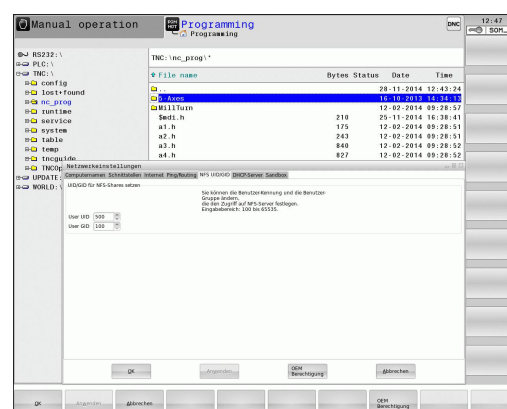 Manual operation
PGM MGT
Programming
Programming
DNC
12:47
SOM_
RS232:\
PLC:\
TNC:\
config
lost+found
nc_prog
runtime
service
system
table
temp
tncguide
UPDATE:
WORLD:\
TNC:\nc_prog\*
File name Bytes Status Date Time
.. 28-11-2014 12:43:24
5-Axes 16-10-2013 14:34:13
MillTurn 12-02-2014 09:28:57
$mdi.h 210 25-11-2014 16:30:41
a1.h 175 12-02-2014 09:28:51
a2.h 243 12-02-2014 09:28:51
a3.h 840 12-02-2014 09:28:52
a4.h 827 12-02-2014 09:28:52
Netzwerkeinstellungen
Computernamen Schnittstellen Internet Ping/Routing NFS UID/GID DHCP-Server Sandbox
UID/GID für NFS-Shares setzen
Sie können die Benutzer-Kennung und die Benutzer-
Gruppe ändern,
die den Zugriff auf NFS-Server festlegen.
Eingabebereich: 100 bis 65535.
User UID 500
User GID 100
OK
Anwenden
OEM
Berechtigung
Abbrechen
OK
Anwenden
Abbrechen
OEM
Berechtigung